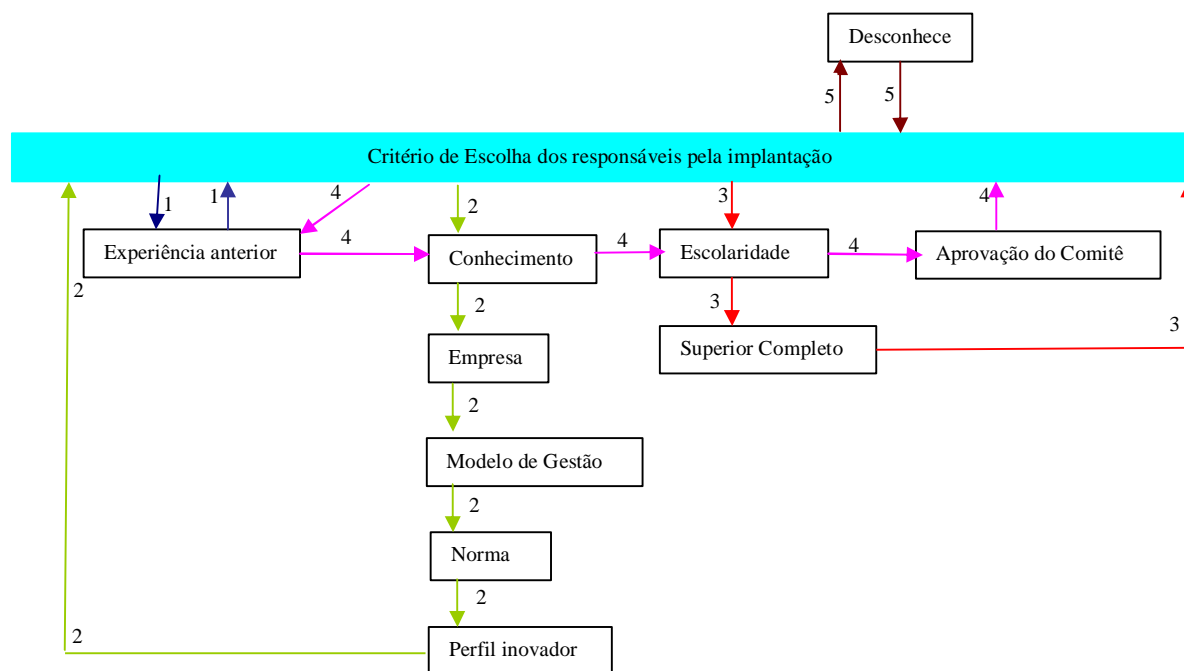 Desconhece
5
5
Critério de Escolha dos responsáveis pela implantação
1
1
4
2
3
4
Experiência anterior
4
Conhecimento
4
Escolaridade
4
Aprovação do Comitê
2
2
3
Empresa
Superior Completo
3
2
Modelo de Gestão
2
Norma
2
2
Perfil inovador